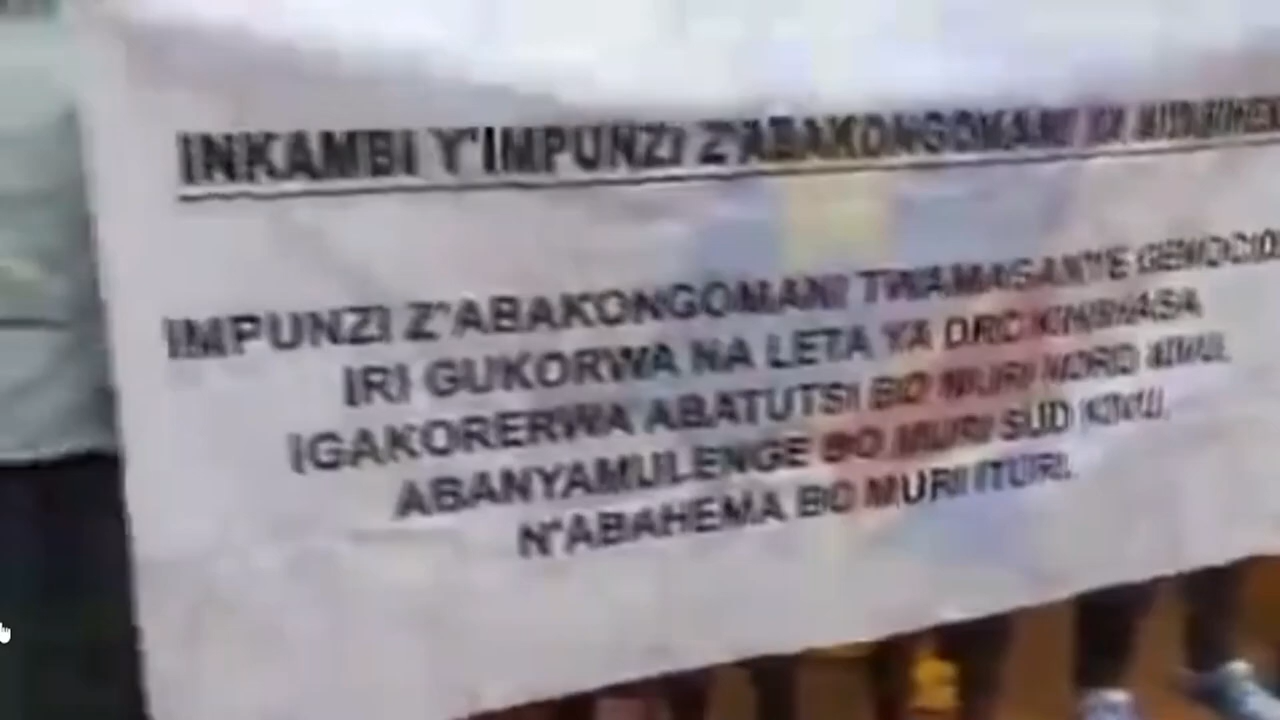 INKAMBI Y'IMPUNZI Z'ABAKONGOMANI YA
IMPUNZI Z'ABAKONGOMANI TWAMAGANYE
IRI GUKORWA NA LETA YA DRC KINSHASA
IGAKORERWA ABATUTSI BO MURI NORD KIVU,
ABANYAMULENGE BO MURI SUD KIVU,
N'ABAHEMA BO MURI ITURI.